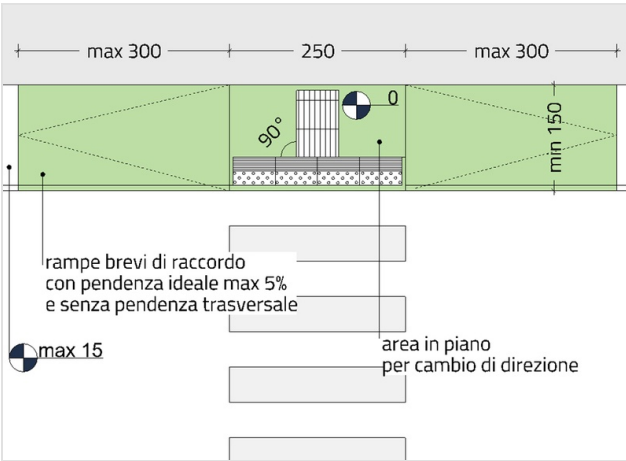 max 300
250
max 300
0
90°
min 150
rampe brevi di raccordo
con pendenza ideale max 5%
e senza pendenza trasversale
max 15
area in piano
per cambio di direzione